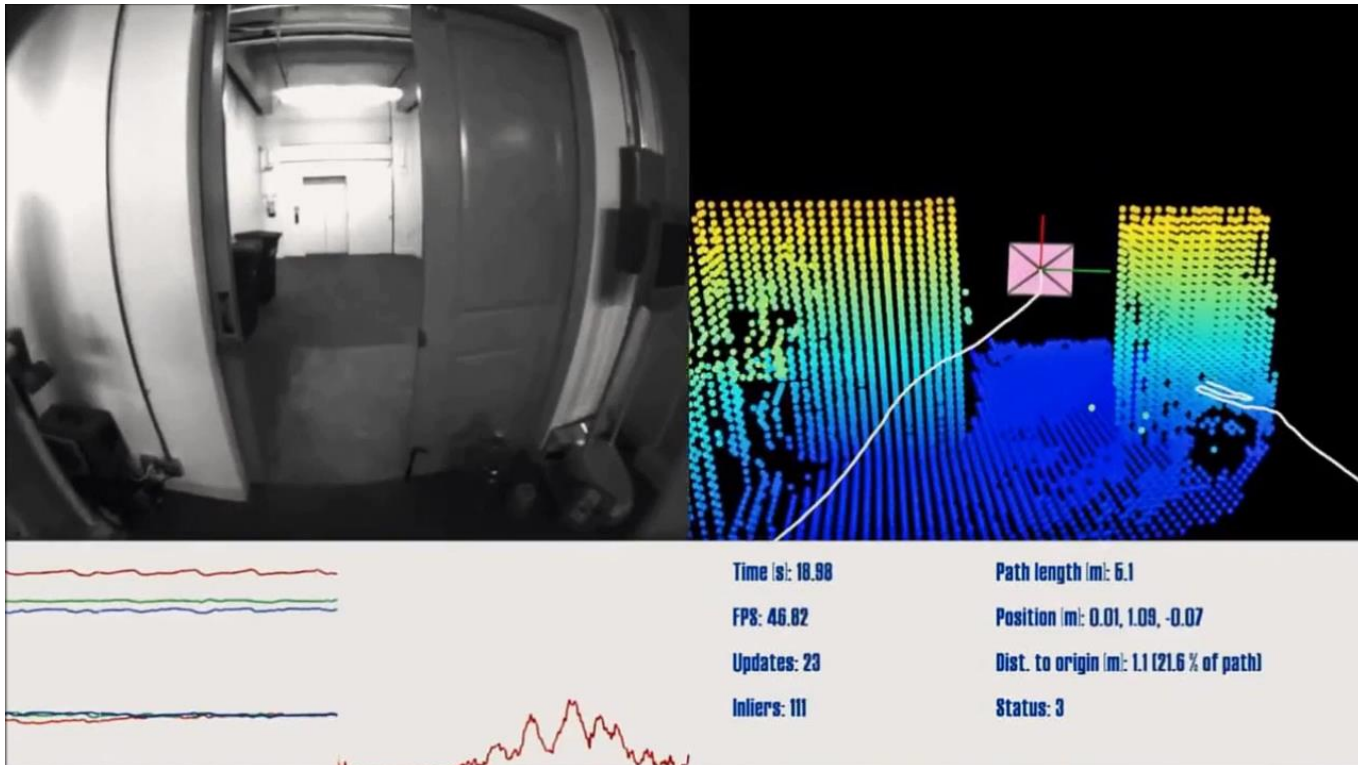 Time [s]: 18.98
FPS: 46.82
Updates: 23
Inliers: 111
Path length [m]: 5.1
Position [m]: 0.01, 1.09, -0.07
Dist. to origin [m]: 1.1 (21.6 % of path)
Status: 3